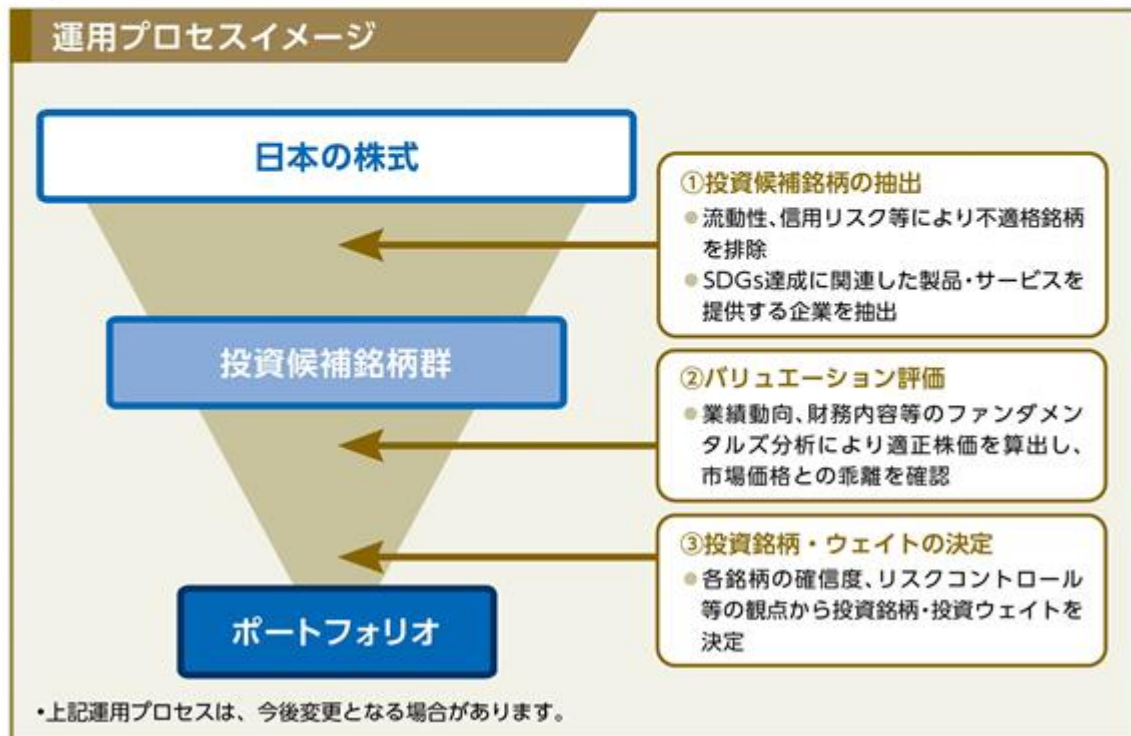 運用プロセスイメージ
日本の株式
①投資候補銘柄の抽出
●流動性、信用リスク等により不適格銘柄
を排除
●SDGs達成に関連した製品・サービスを
提供する企業を抽出
投資候補銘柄群
②バリュエーション評価
●業績動向、財務内容等のファンダメン
タルズ分析により適正株価を算出し、
市場価格との乖離を確認
③投資銘柄・ウェイトの決定
●各銘柄の確信度、リスクコントロール
等の観点から投資銘柄・投資ウェイトを
決定
ポートフォリオ
•上記運用プロセスは、今後変更となる場合があります。